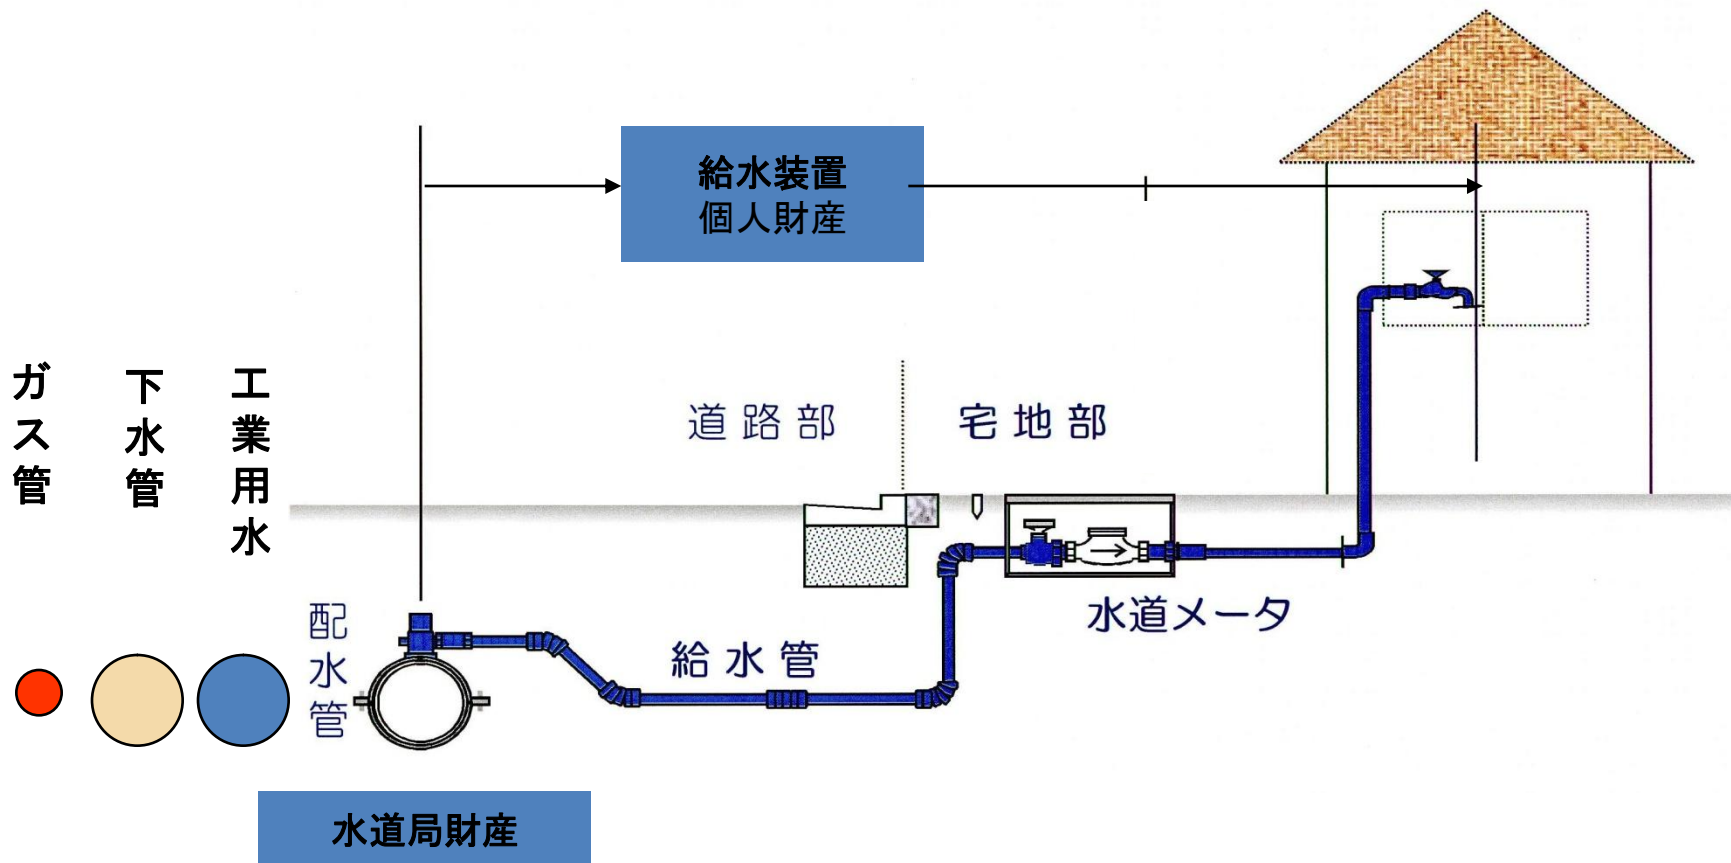 給水装置
個人財産
ガス管
下水管
工業用水
道路部
宅地部
配水管
給水管
水道メータ
水道局財産